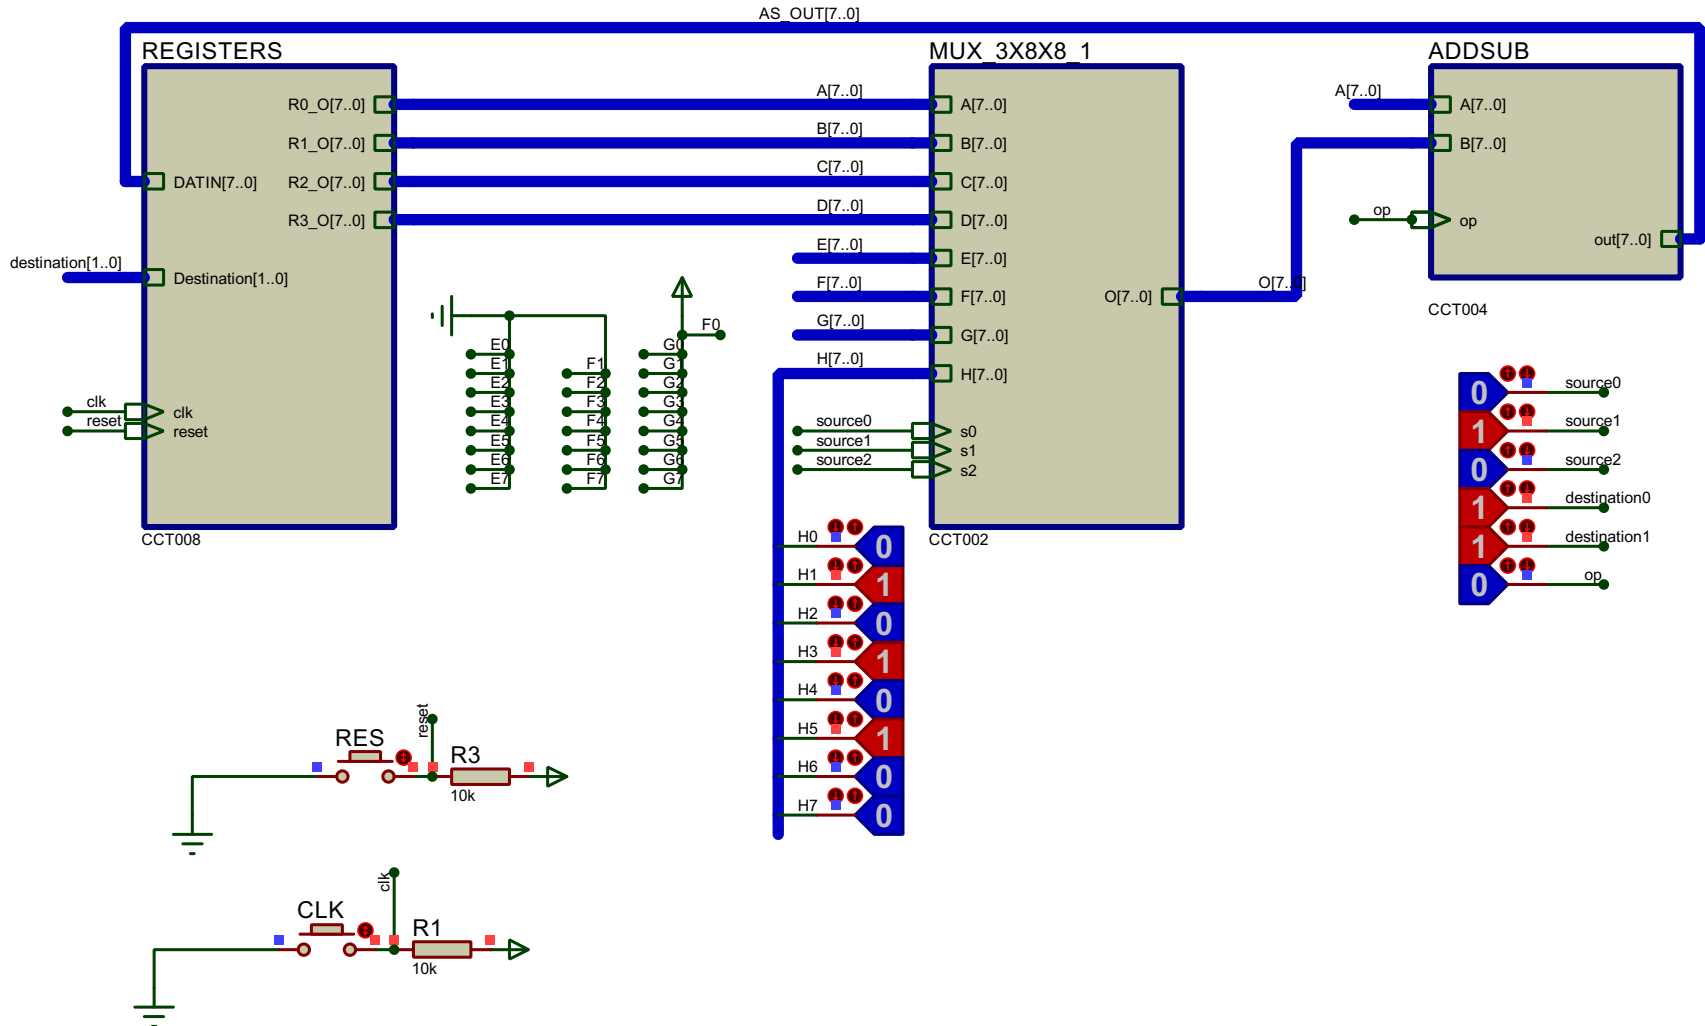 AS_OUT[7..0]
REGISTERS
R0_O[7..0]
R1_O[7..0]
DATIN[7..0]
R2_O[7..0]
R3_O[7..0]
destination[1..0]
Destination[1..0]
clk
clk
reset
reset
CCT008
A[7..0]
B[7..0]
C[7..0]
D[7..0]
E[7..0]
F[7..0]
G[7..0]
H[7..0]
source0
source1
source2
MUX_3X8X8_1
A[7..0]
B[7..0]
C[7..0]
D[7..0]
E[7..0]
F[7..0]
O[7..0]
G[7..0]
H[7..0]
s0
s1
s2
CCT002
O[7..0]
ADDSUB
A[7..0]
A[7..0]
B[7..0]
op
op
out[7..0]
CCT004
E0
E1
E2
E3
E4
E5
E6
E7
F1
F2
F3
F4
F5
F6
F7
F0
G0
G1
G2
G3
G4
G5
G6
G7
H0 0
H1 1
H2 0
H3 1
H4 0
H5 1
H6 0
H7 0
0 source0
1 source1
0 source2
1 destination0
1 destination1
0 op
reset
RES
R3
10k
clk
CLK
R1
10k